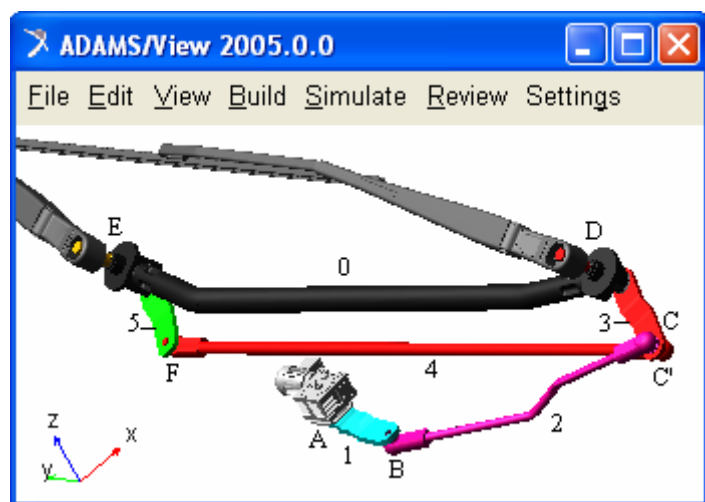 ADAMS/View 2005.0.0
File Edit View Build Simulate Review Settings
E
D
0
5
3
C
F
4
C'
A
1
B
2
z
x
y